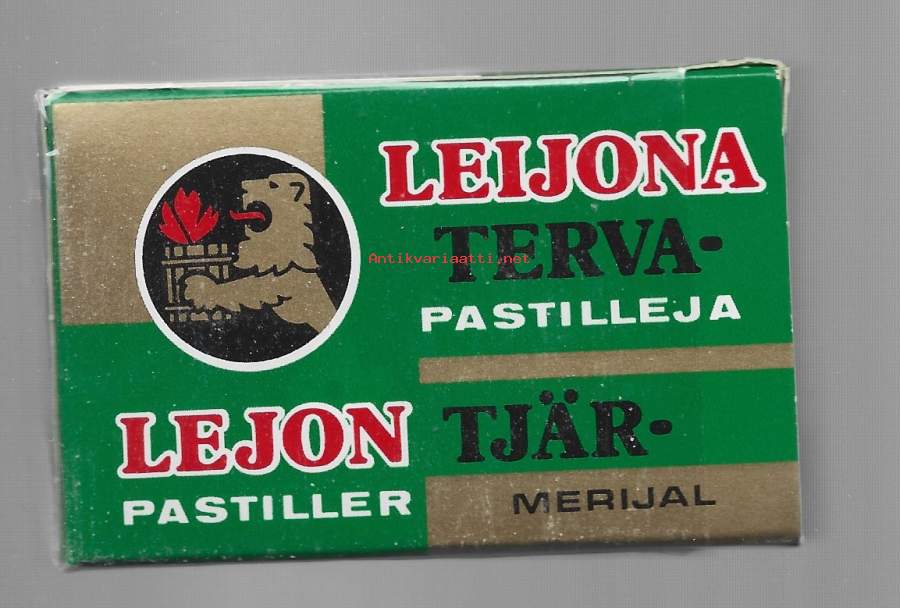 LEIJONA
TERVA-
Antikvariaatti.net
PASTILLEJA
LEJON TJÄR-
PASTILLER
MERIJAL